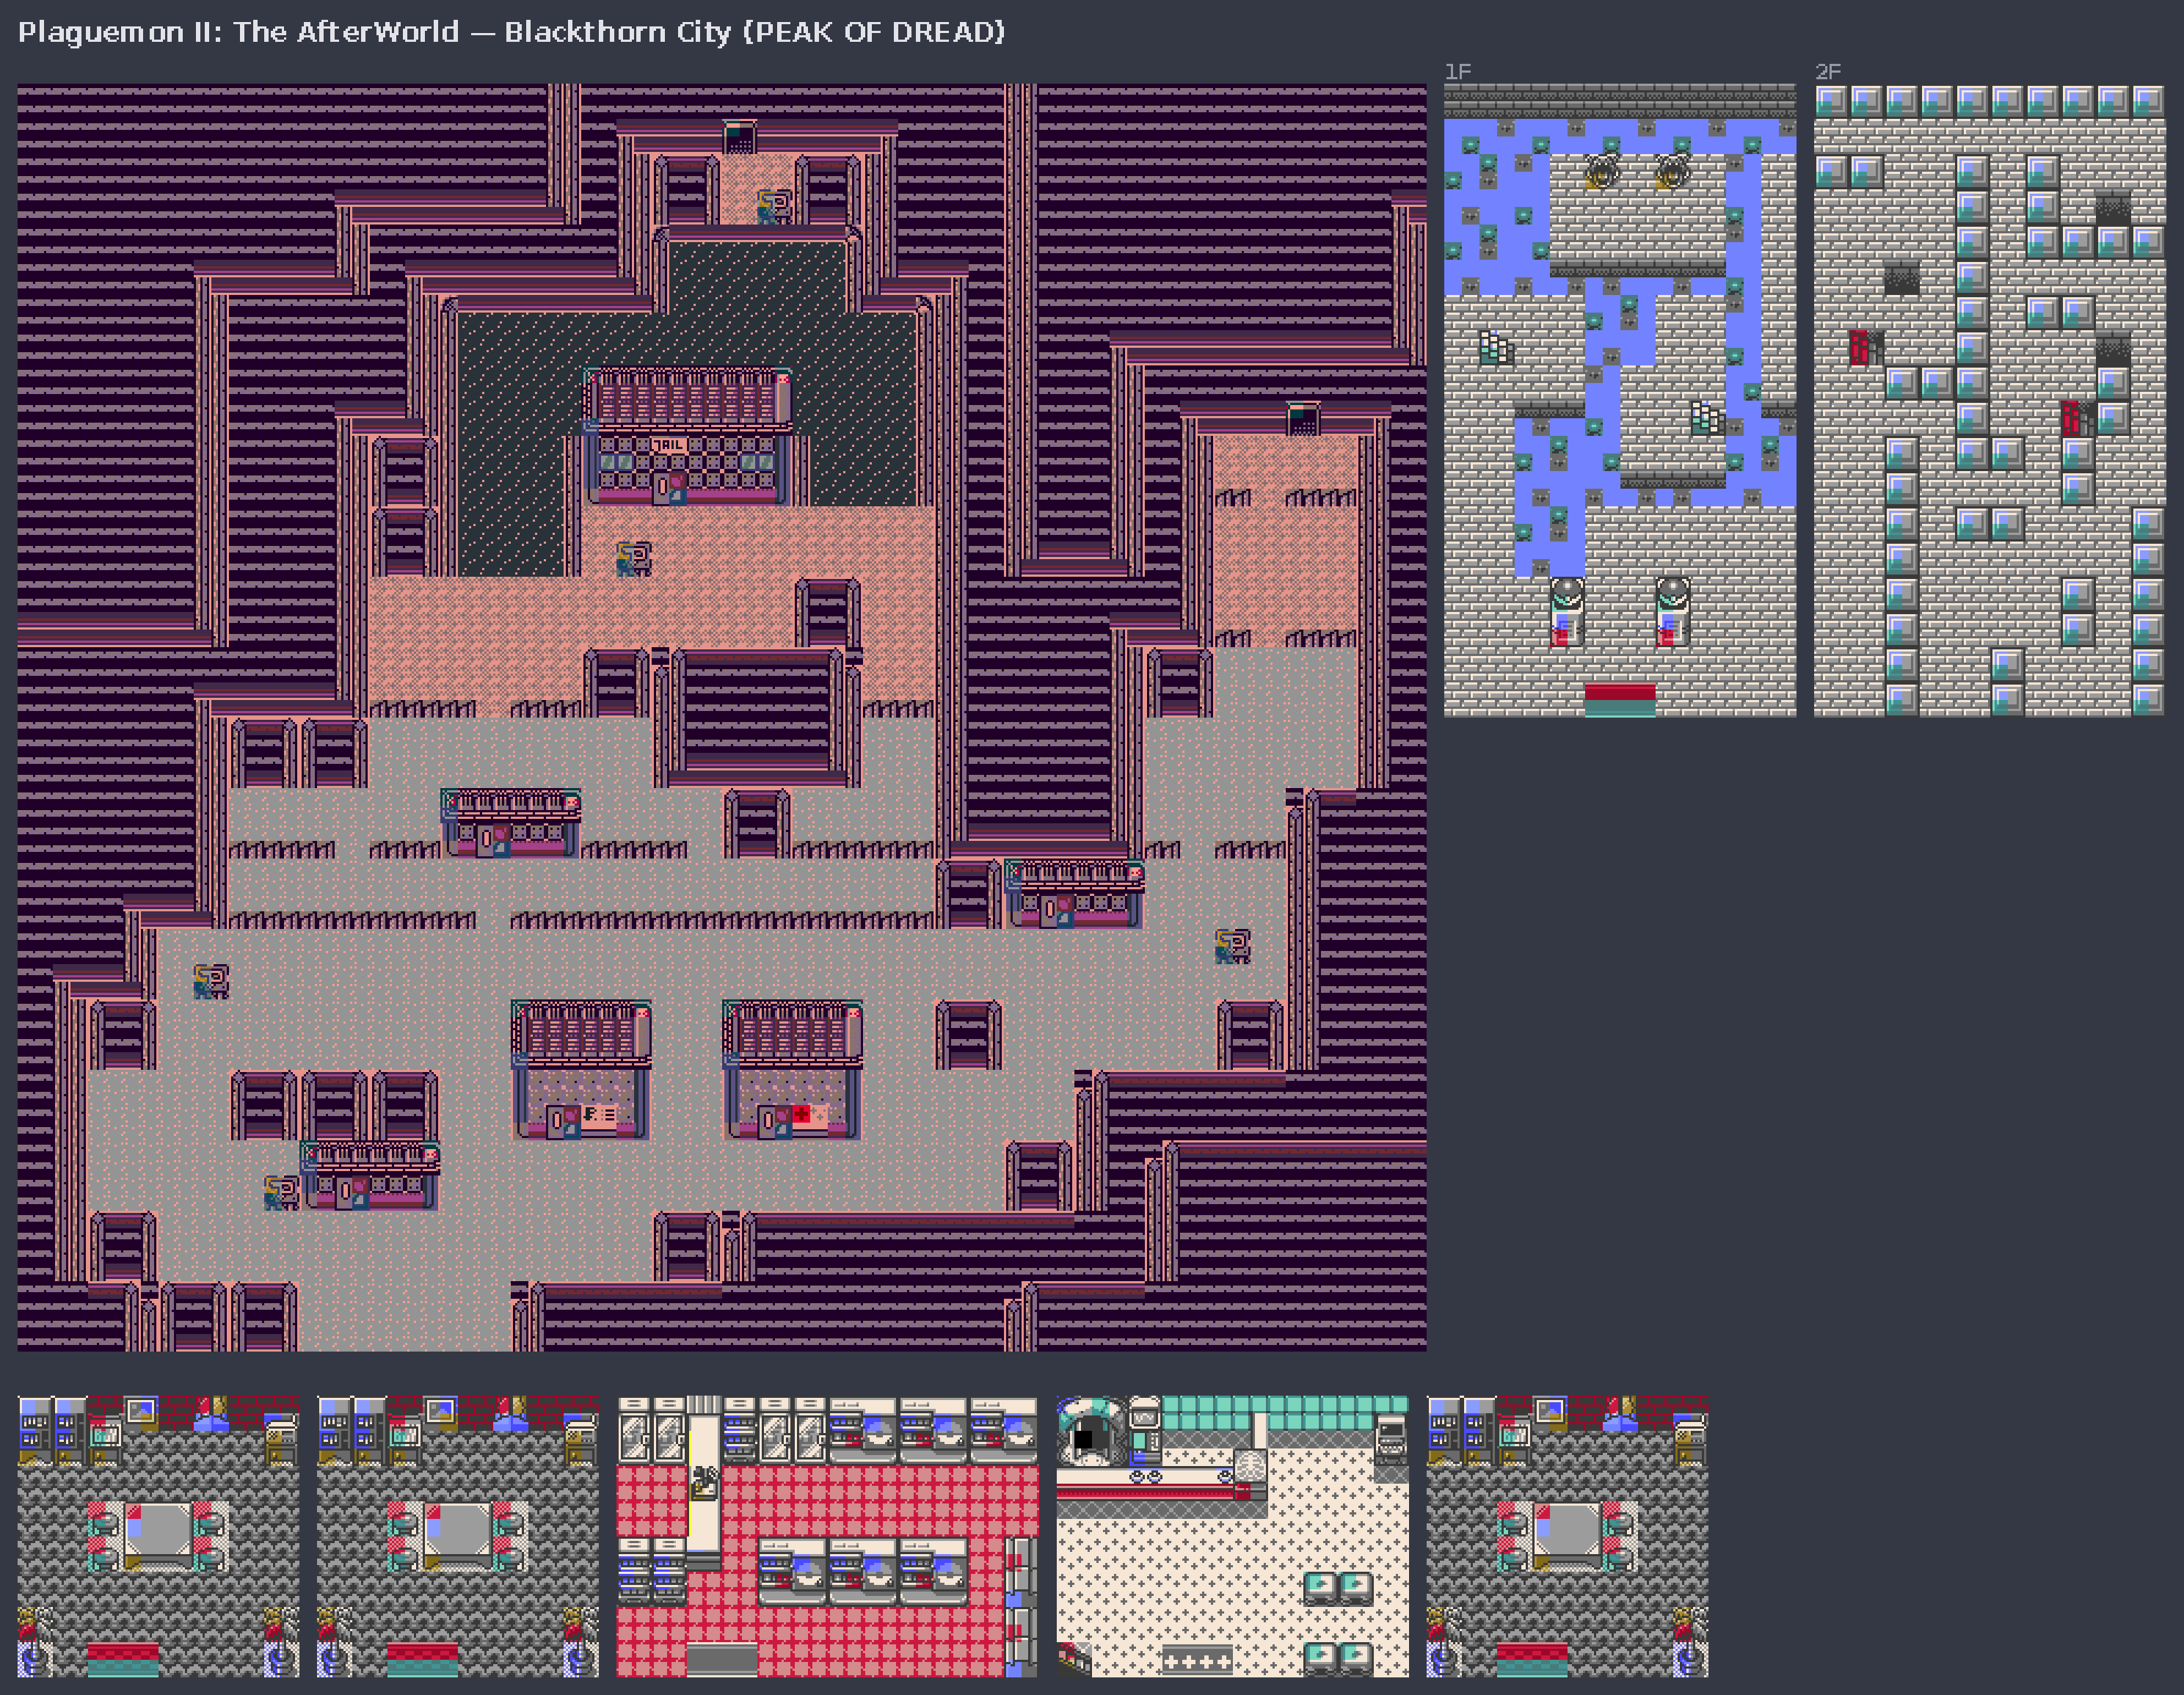 Plaguemon II: The AfterWorld — Blackthorn City (PEAK OF DREAD)
1F
2F
JAIL